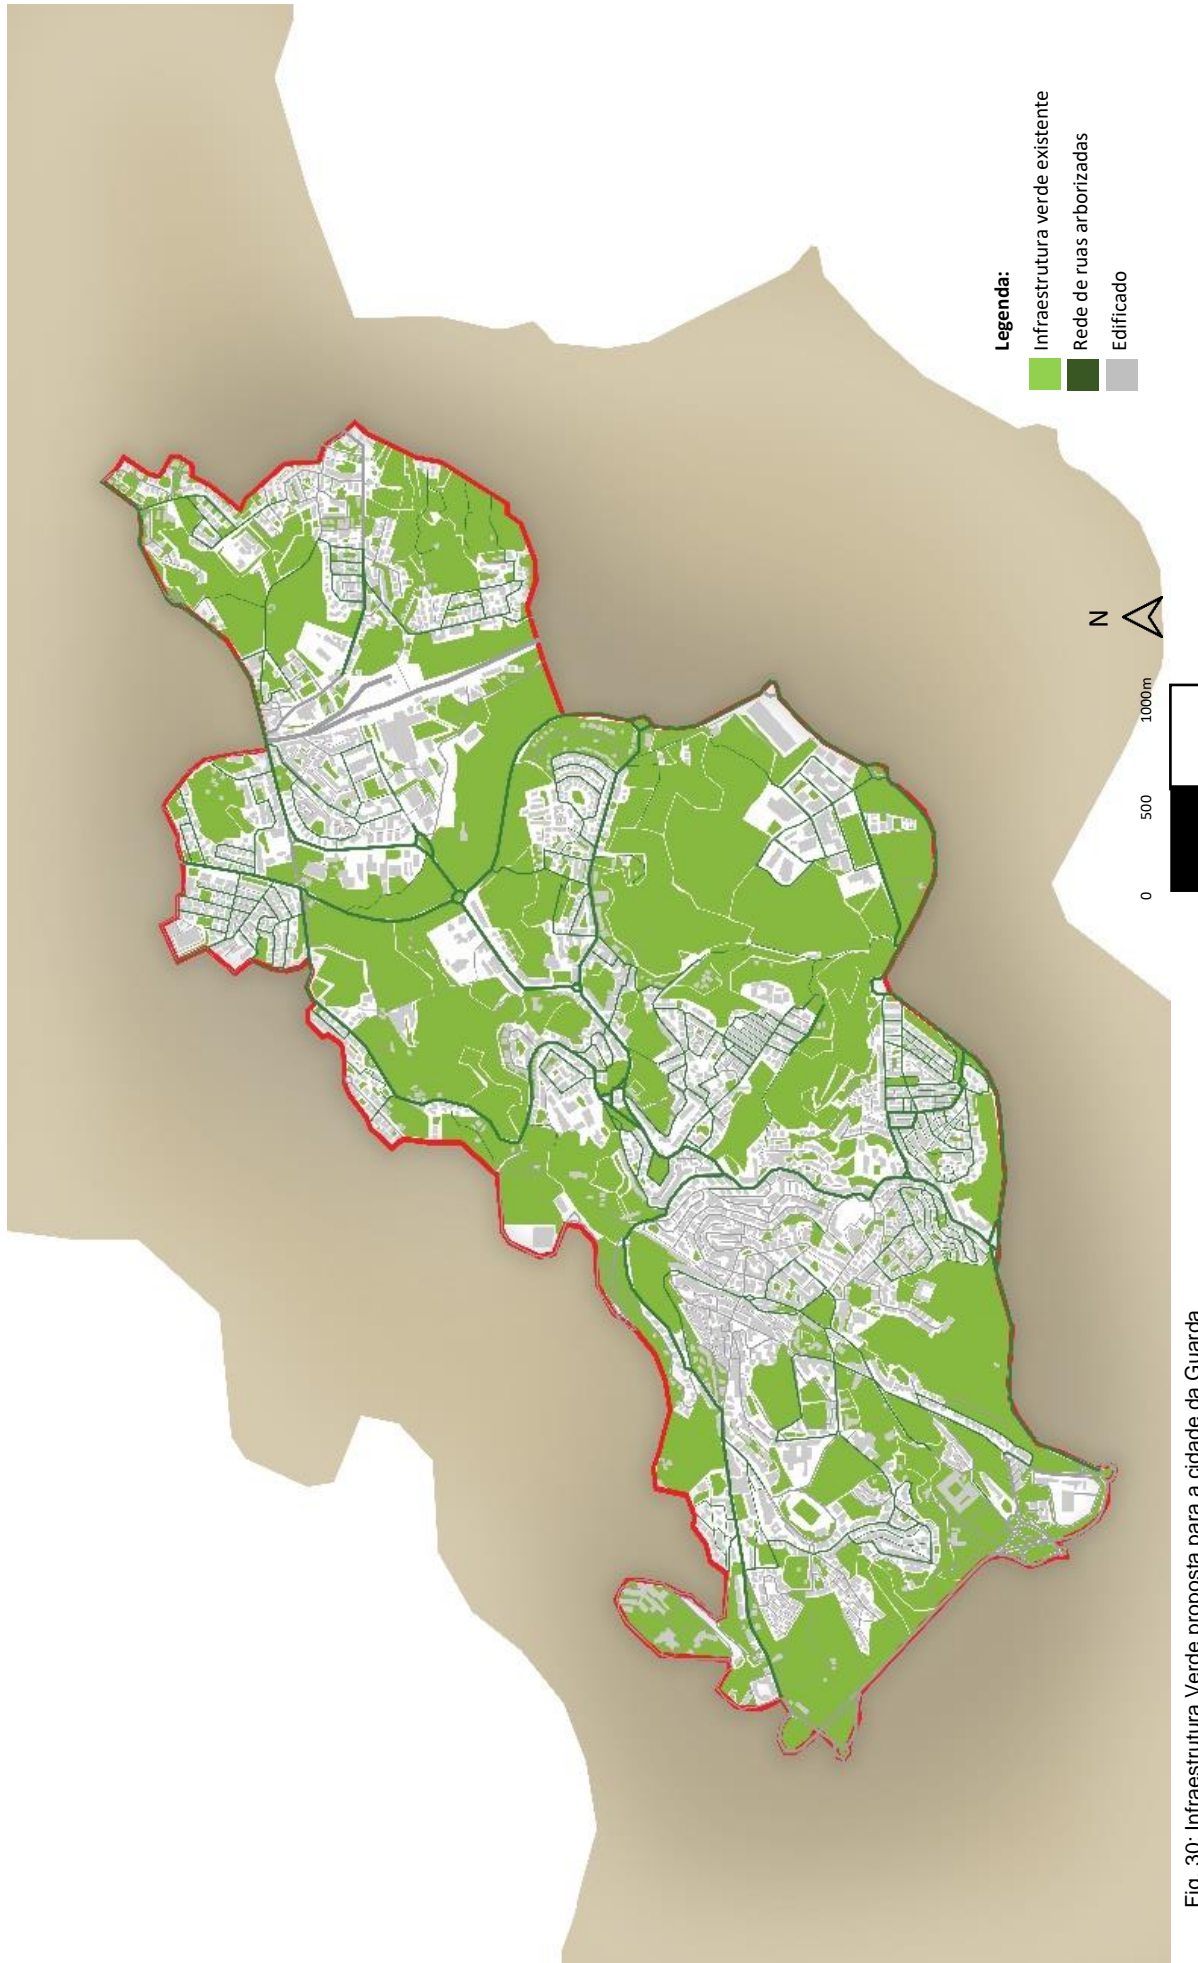 Legenda:
Infraestrutura verde existente
Rede de ruas arborizadas
Edificado
N
0 500 1000m
Fig. 30: Infraestrutura Verde proposta para a cidade da Guarda